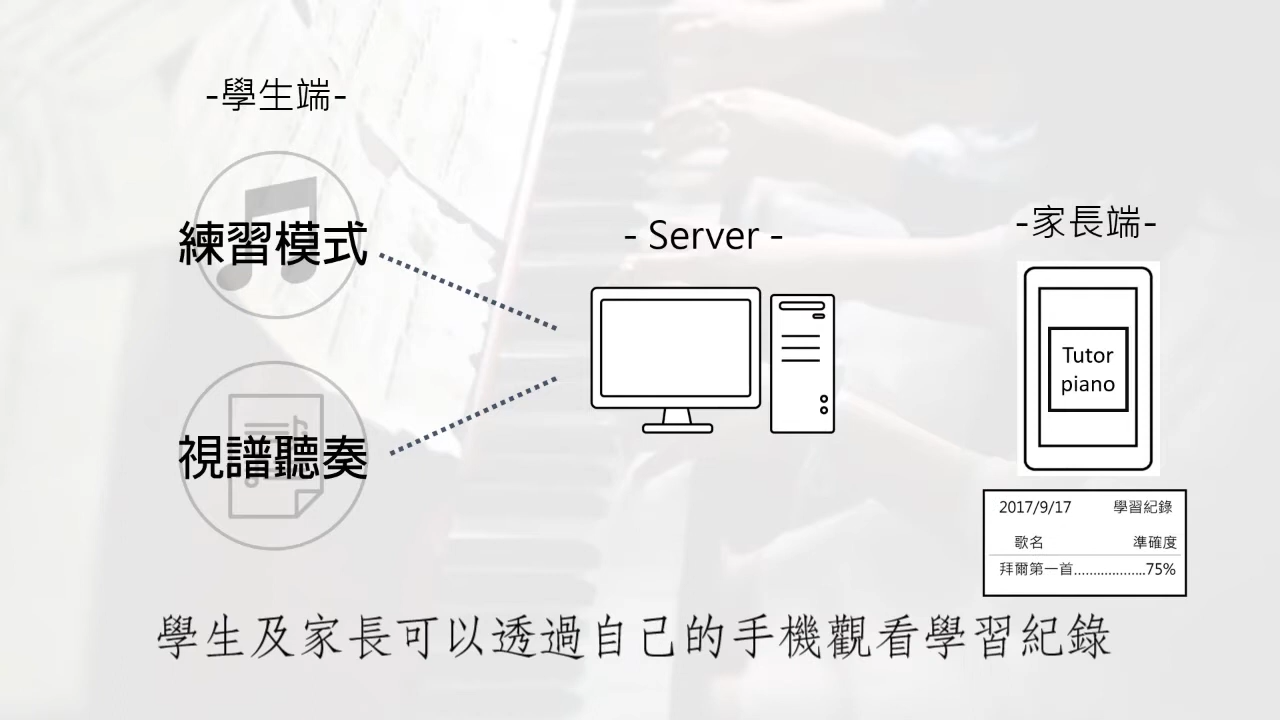 -學生端-
練習模式
視譜聽奏
- Server -
-家長端-
Tutor
piano
2017/9/17 學習紀錄
歌名 準確度
拜爾第一首...................75%
學生及家長可以透過自己的手機觀看學習紀錄